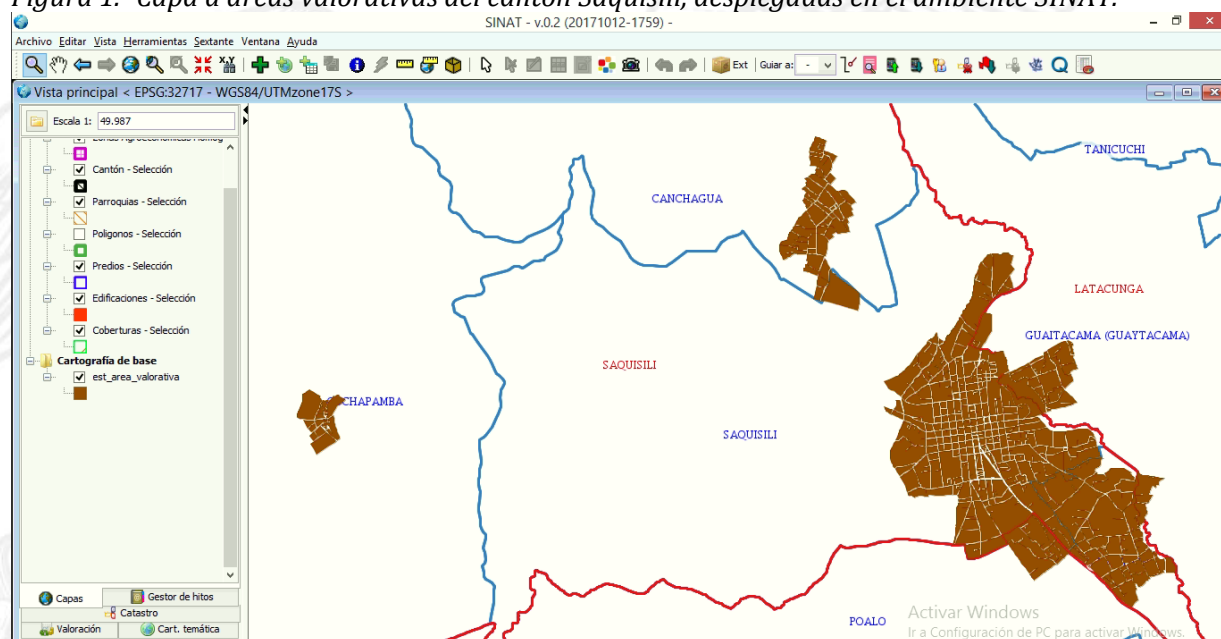 Figura 1. Capa a áreas valorativas del cantón Saquisilí, desplegadas en el ambiente SINAT.
SINAT - v.0.2 (20171012-1759) -
Archivo Editar Vista Herramientas Sextante Ventana Ayuda
Ext Guiar a: -
Vista principal < EPSG:32717 - WGS84/UTMzone17S >
Escala 1: 49.987
Cantón - Selección
Parroquias - Selección
Poligonos - Selección
Predios - Selección
Edificaciones - Selección
Coberturas - Selección
Cartografía de base
est_area_valorativa
Capas
Gestor de hitos
Catastro
Valoración
Cart. temática
TANICUCHI
CANCHAGUA
LATACUNGA
GUAITACAMA (GUAYTACAMA)
SAQUISILI
CHAPAMBA
SAQUISILI
POALO
Activar Windows
Ir a Configuración de PC para activar Windows.